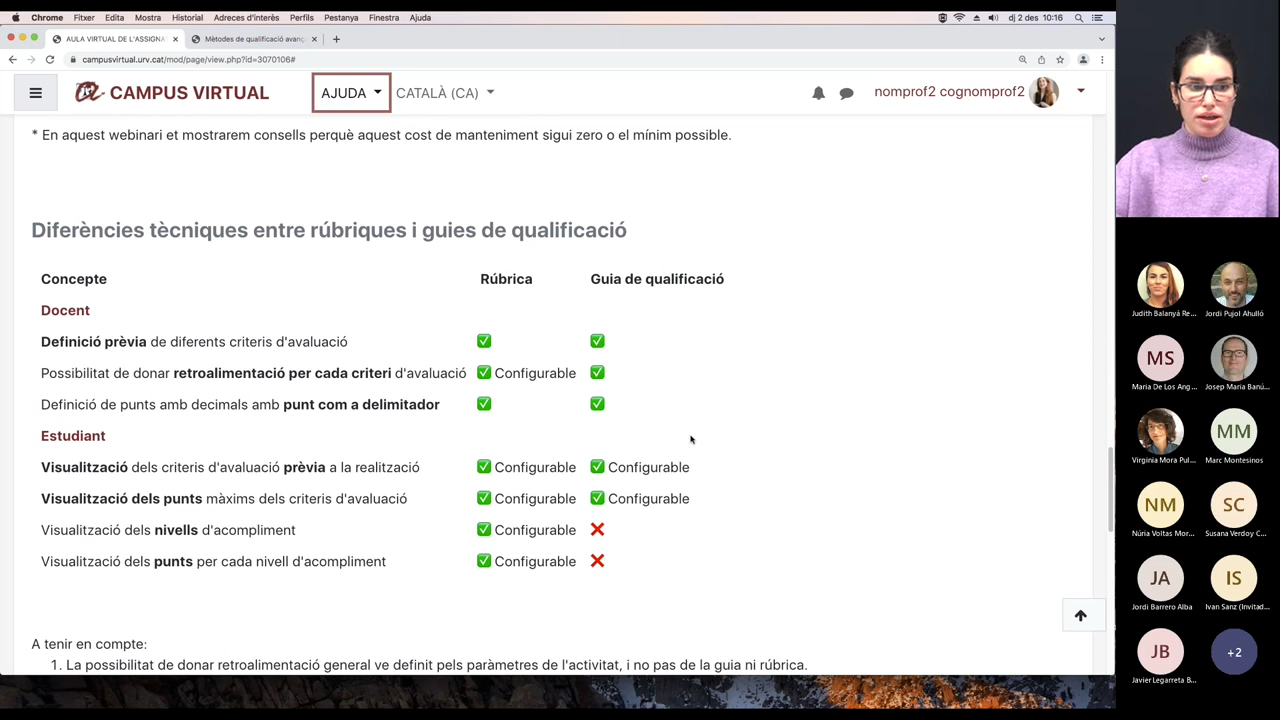 Chrome Fitxer Edita Mostra Historial Adreces d'interès Perfils Pestanya Finestra Ajuda dj 2 des 10:16
AULA VIRTUAL DE L'ASSIGNA × Mètodes de qualificació avanç ×
campusvirtual.urv.cat/mod/page/view.php?id=3070106#
CAMPUS VIRTUAL AJUDA CATALÀ (CA) nomprof2 cognomprof2
* En aquest webinari et mostrarem consells perquè aquest cost de manteniment sigui zero o el mínim possible.
Diferències tècniques entre rúbriques i guies de qualificació
Concepte Rúbrica Guia de qualificació
Docent
Definició prèvia de diferents criteris d'avaluació
Possibilitat de donar retroalimentació per cada criteri d'avaluació Configurable
Definició de punts amb decimals amb punt com a delimitador
Estudiant
Visualització dels criteris d'avaluació prèvia a la realització Configurable Configurable
Visualització dels punts màxims dels criteris d'avaluació Configurable Configurable
Visualització dels nivells d'acompliment Configurable
Visualització dels punts per cada nivell d'acompliment Configurable
A tenir en compte:
1. La possibilitat de donar retroalimentació general ve definit pels paràmetres de l'activitat, i no pas de la guia ni rúbrica.
Judith Balanyà Re... Jordi Pujol Ahulló
MS
Maria De Los Ang... Josep Maria Banú...
MM
Virginia Mora Pul... Marc Montesinos
NM SC
Núria Voltas Mor... Susana Verdoy C...
JA IS
Jordi Barrero Alba Ivan Sanz (Invitad...
JB +2
Javier Legarreta B...